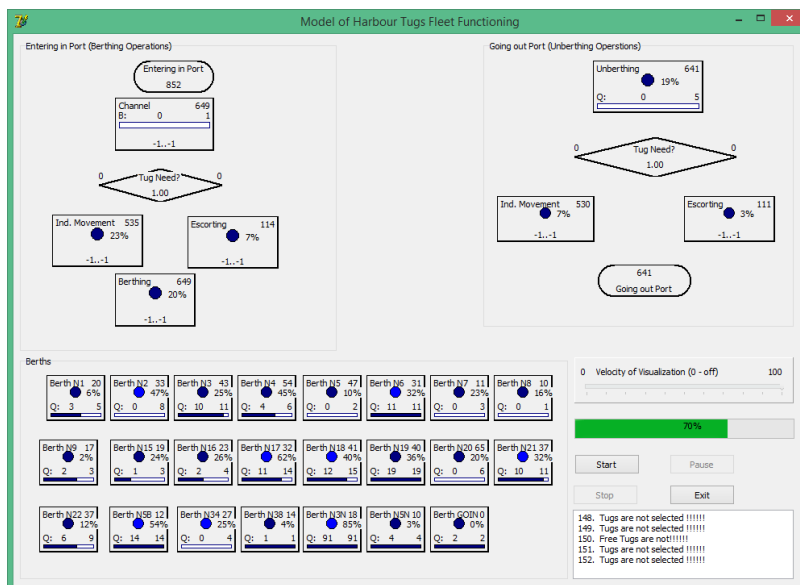 Model of Harbour Tugs Fleet Functioning
Entering in Port (Berthing Operations)
Entering in Port
852
Channel 649
B: 0 1
-1..-1
0 Tug Need? 0
1.00
Ind. Movement 535
23%
-1..-1
Escorting 114
7%
-1..-1
Berthing 649
20%
-1..-1
Going out Port (Unberthing Operations)
Unberthing 641
19%
Q: 0 5
0 Tug Need? 0
1.00
Ind. Movement 530
7%
-1..-1
Escorting 111
3%
-1..-1
641
Going out Port
Berths
Berth N1 20
6%
Q: 3 5
Berth N2 33
47%
Q: 0 8
Berth N3 43
25%
Q: 10 11
Berth N4 54
45%
Q: 4 6
Berth N5 47
10%
Q: 0 2
Berth N6 31
32%
Q: 11 11
Berth N7 11
23%
Q: 0 3
Berth N8 10
16%
Q: 0 1
Berth N9 17
2%
Q: 2 3
Berth N15 19
24%
Q: 1 3
Berth N16 23
26%
Q: 2 4
Berth N17 32
62%
Q: 11 14
Berth N18 41
40%
Q: 12 15
Berth N19 40
36%
Q: 19 19
Berth N20 65
20%
Q: 0 6
Berth N21 37
32%
Q: 10 11
Berth N22 37
12%
Q: 6 9
Berth N5B 12
54%
Q: 14 14
Berth N34 27
25%
Q: 0 4
Berth N38 14
4%
Q: 1 1
Berth N3N 18
85%
Q: 91 91
Berth N5N 10
3%
Q: 4 4
Berth GOIN 0
0%
Q: 2 2
0 Velocity of Visualization (0 - off) 100
70%
Start Pause
Stop Exit
148. Tugs are not selected !!!!!!
149. Tugs are not selected !!!!!!
150. Free Tugs are not!!!!!!
151. Tugs are not selected !!!!!!
152. Tugs are not selected !!!!!!